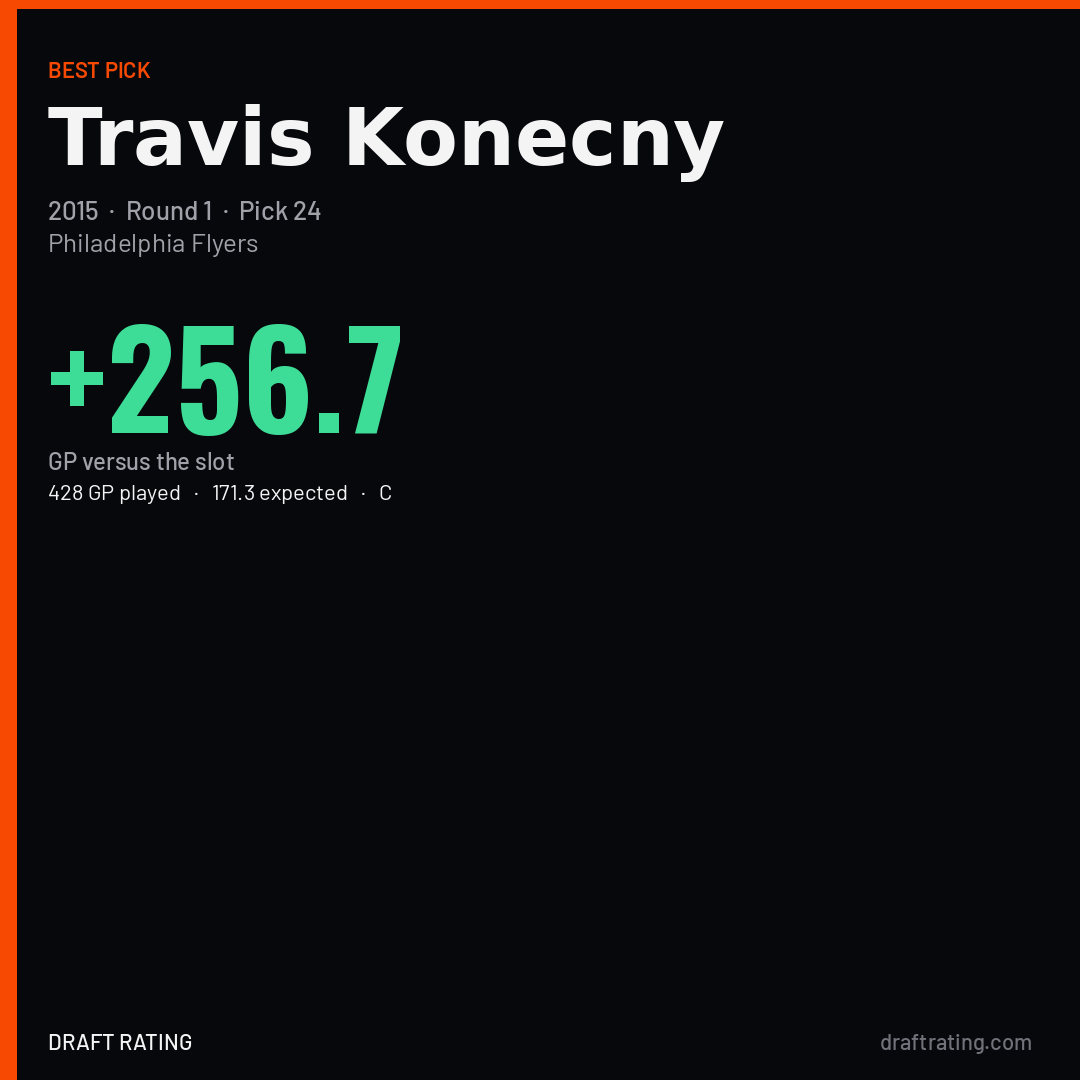 BEST PICK
Travis Konecny
2015 · Round 1 · Pick 24
Philadelphia Flyers
+256.7
GP versus the slot
428 GP played · 171.3 expected · C
DRAFT RATING
draftrating.com